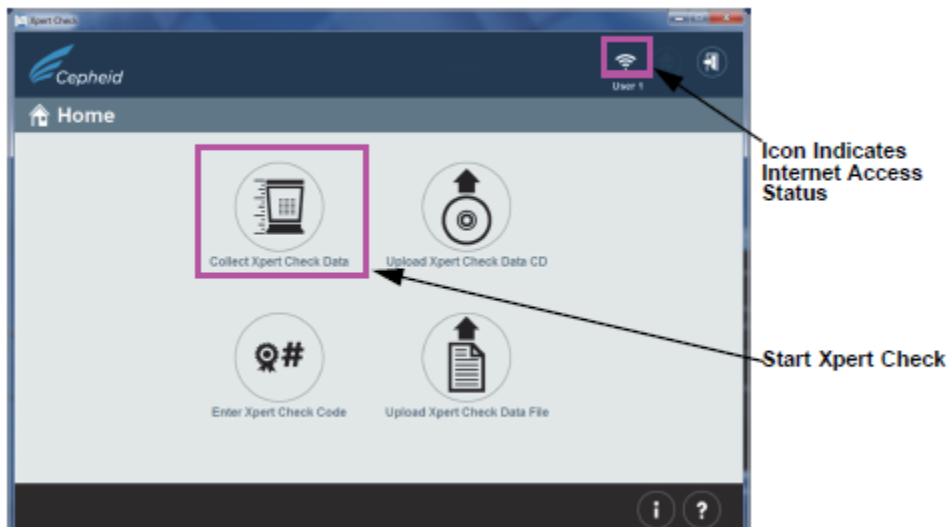 Xpert Check
Cepheid
User 1
Home
Icon Indicates
Internet Access
Status
Collect Xpert Check Data
Upload Xpert Check Data CD
Start Xpert Check
#
Enter Xpert Check Code
Upload Xpert Check Data File
i
?